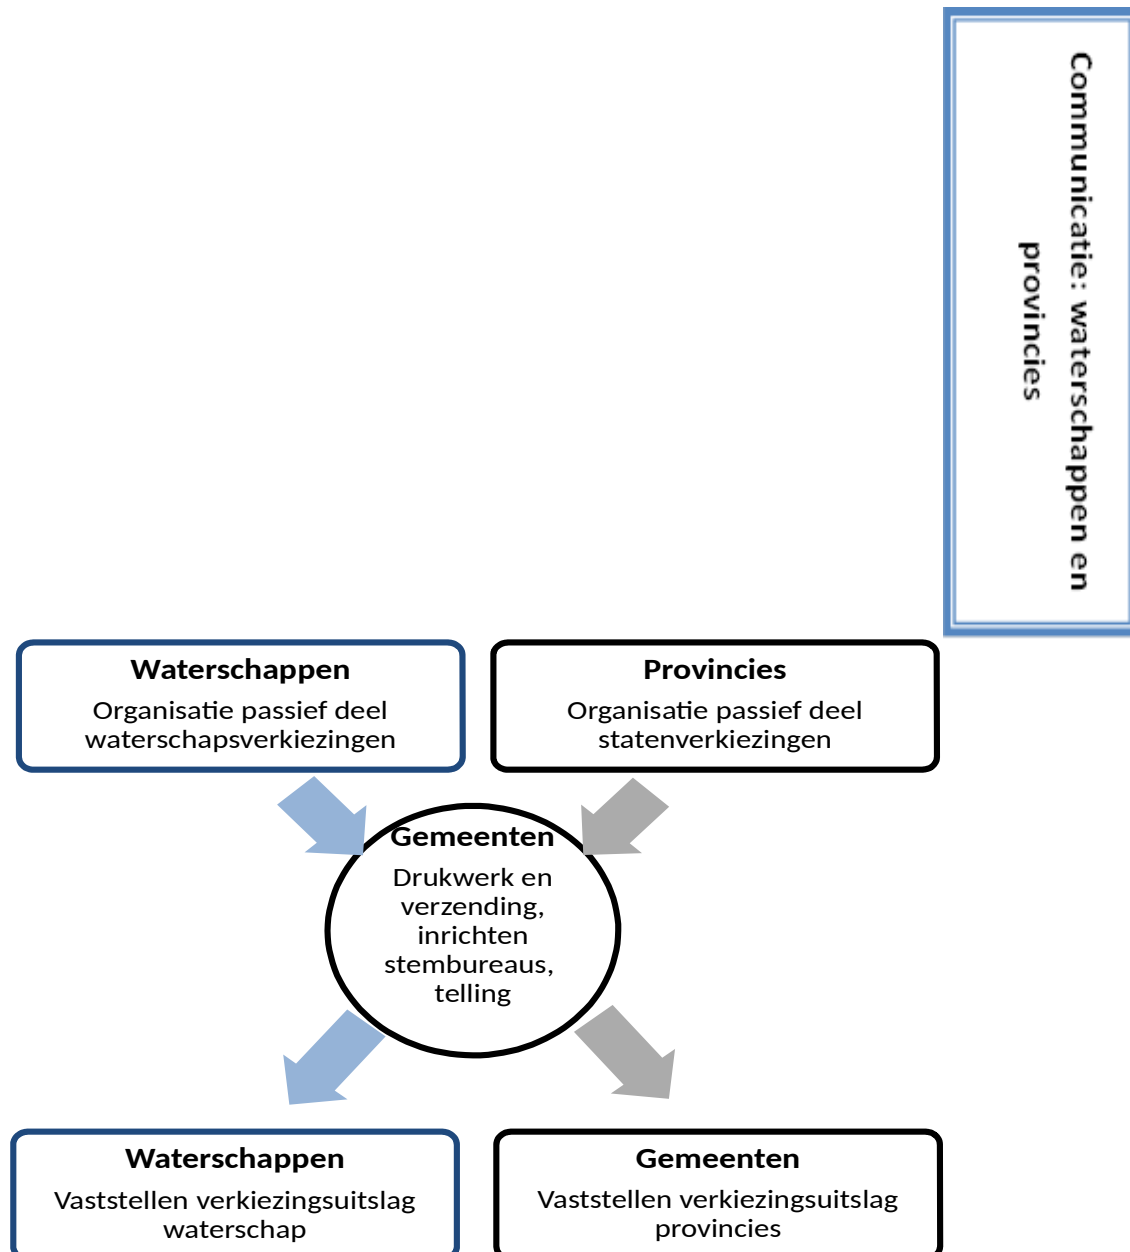 Communicatie: waterschappen en
provincies
Waterschappen
Organisatie passief deel
waterschapsverkiezingen
Provincies
Organisatie passief deel
statenverkiezingen
Gemeenten
Drukwerk en
verzending,
inrichten
stembureaus,
telling
Waterschappen
Vaststellen verkiezingsuitslag
waterschap
Gemeenten
Vaststellen verkiezingsuitslag
provincies